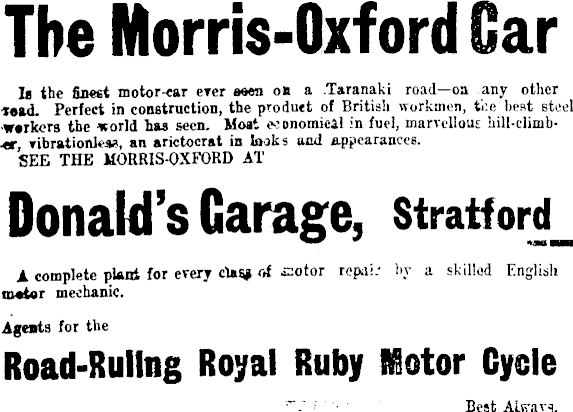 The Morris-Oxford Car
Is the finest motor-car ever seen on a Taranaki road—on any other
road. Perfect in construction, the product of British workmen, the best steel
workers the world has seen. Most economical in fuel, marvellous hill-climb-
er, vibrationless, an aristocrat in looks and appearances.
SEE THE MORRIS-OXFORD AT
Donald's Garage, Stratford
A complete plant for every class of motor repair by a skilled English
motor mechanic.
Agents for the
Road-Ruling Royal Ruby Motor Cycle
Best Always.